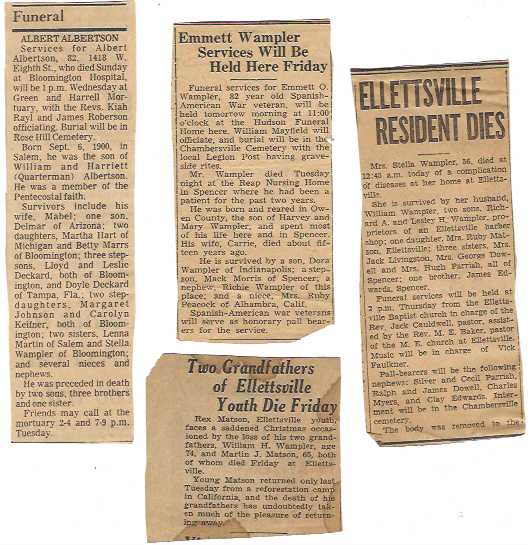 Funeral
ALBERT ALBERTSON
Services for Albert
Albertson, 82, 1418 W.
Eighth St., who died Sunday
at Bloomington Hospital,
will be 1 p.m. Wednesday at
Green and Harrell Mor-
tuary, with the Revs. Kiah
Rayl and James Roberson
officiating. Burial will be in
Rose Hill Cemetery.
Born Sept. 6, 1900, in
Salem, he was the son of
William and Harriett
(Quarterman) Albertson.
He was a member of the
Pentecostal faith.
Survivors include his
wife, Mabel; one son,
Delmar of Arizona; two
daughters, Martha Hart of
Michigan and Betty Marrs
of Bloomington; three step-
sons, Lloyd and Leslie
Deckard, both of Bloom-
ington, and Doyle Deckard
of Tampa, Fla.; two step-
daughters, Margaret
Johnson and Carolyn
Keifner, both of Bloom-
ington; two sisters, Lenna
Martin of Salem and Stella
Wampler of Bloomington;
and several nieces and
nephews.
He was preceded in death
by two sons, three brothers
and one sister.
Friends may call at the
mortuary 2-4 and 7-9 p.m.
Tuesday.
Emmett Wampler
Services Will Be
Held Here Friday
Funeral services for Emmett O.
Wampler, 82 year old Spanish-
American War veteran, will be
held tomorrow morning at 11:00
o'clock at the Hudson Funeral
Home here. William Mayfield will
officiate, and burial will be in the
Chambersville Cemetery with the
local Legion Post having grave-
side rites.
Mr. Wampler died Tuesday
night at the Reap Nursing Home
in Spencer where he had been a
patient for the past two years.
He was born and reared in Ow-
en County, the son of Harvey and
Mary Wampler, and spent most
of his life here and in Spencer.
His wife, Carrie, died about fif-
teen years ago.
He is survived by a son, Dora
Wampler of Indianapolis; a step-
son, Mack Morris of Spencer; a
nephew, Richie Wampler of this
place; and a niece, Mrs. Ruby
Peacock of Alhambra, Calif.
Spanish-American war veterans
will serve as honorary pall bear-
ers for the service.
Two Grandfathers
of Ellettsville
Youth Die Friday
Rex Matson, Ellettsville youth,
faces a saddened Christmas occas-
ioned by the loss of his two grand-
fathers, William H. Wampler, age
74, and Martin J. Matson, 65, both
of whom died Friday at Elletts-
ville.
Young Matson returned only last
Tuesday from a reforestation camp
in California, and the death of his
grandfathers has undoubtedly tak-
en much of the pleasure of return-
ing away.
ELLETTSVILLE
RESIDENT DIES
Mrs. Stella Wampler, 56, died at
12:45 a.m. today of a complication
of diseases at her home at Elletts-
ville.
She is survived by her husband,
William Wampler, two sons, Rich-
ard A. and Lesley H. Wampler, pro-
prietors of an Ellettsville barber
shop; one daughter, Mrs. Ruby Mat-
son, Ellettsville; three sisters, Mrs.
Jack Livingston, Mrs. George Dow-
ell and Mrs. Hugh Parrish, all of
Spencer; one brother, James Ed-
wards, Spencer.
Funeral services will be held at
2 p.m. Thursday from the Elletts-
ville Baptist church in charge of the
Rev. Jack Cauldwell, pastor, assist-
ed by the Rev. M. E. Baker, pastor
of the M. E. church at Ellettsville.
Music will be in charge of Vick
Faulkner.
Pall-bearers will be the following
nephews: Silver and Cecil Parrish,
Ralph and James Dowell, Charles
Myers, and Clay Edwards. Inter-
ment will be in the Chambersville
cemetery.
The body was removed to the